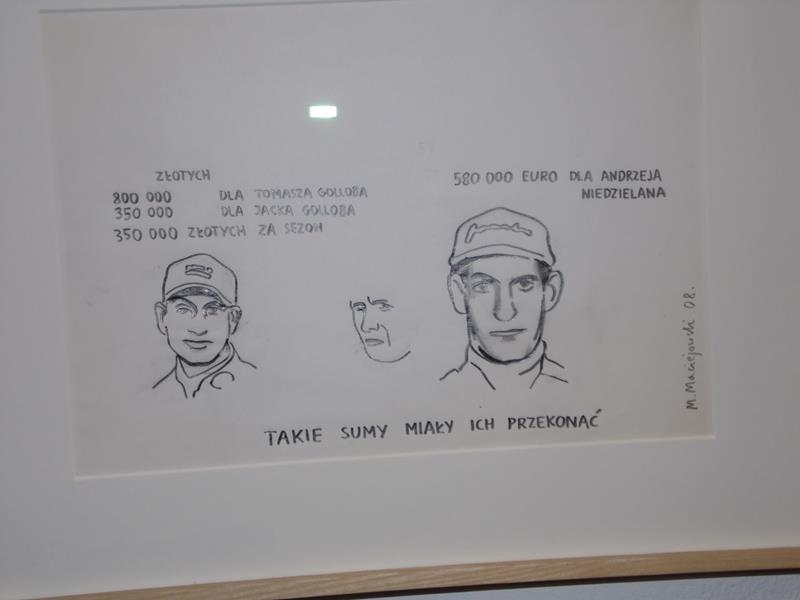 ZŁOTYCH
800 000 DLA TOMASZA GOLLOBA
350 000 DLA JACKA GOLLOBA
350 000 ZŁOTYCH ZA SEZON
580 000 EURO DLA ANDRZEJA
NIEDZIELANA
TAKIE SUMY MIAŁY ICH PRZEKONĄĆ
M. Maciejowski 08.